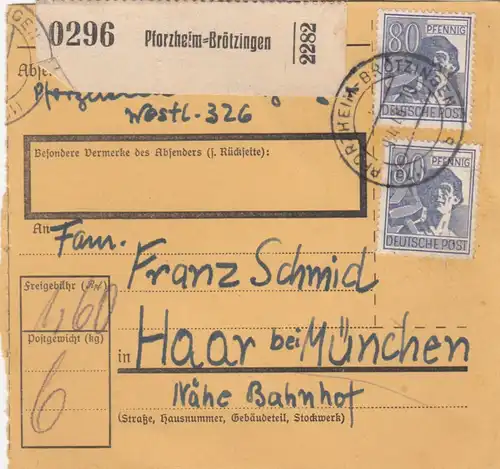 0296 Pforzheim=Brötzingen 2282
80 PFENNIG
DEUTSCHE POST
PFORZHEIM-BRÖTZINGEN
Westl. 326
Besondere Vermerke des Absenders (s. Rückseite):
80
DEUTSCHE POST
An
Fam.
Franz Schmid
Freigebühr (RM)
1,60
Postgewicht (kg)
6
in Haar bei München
Nähe Bahnhof
(Straße, Hausnummer, Gebäudeteil, Stockwerk)